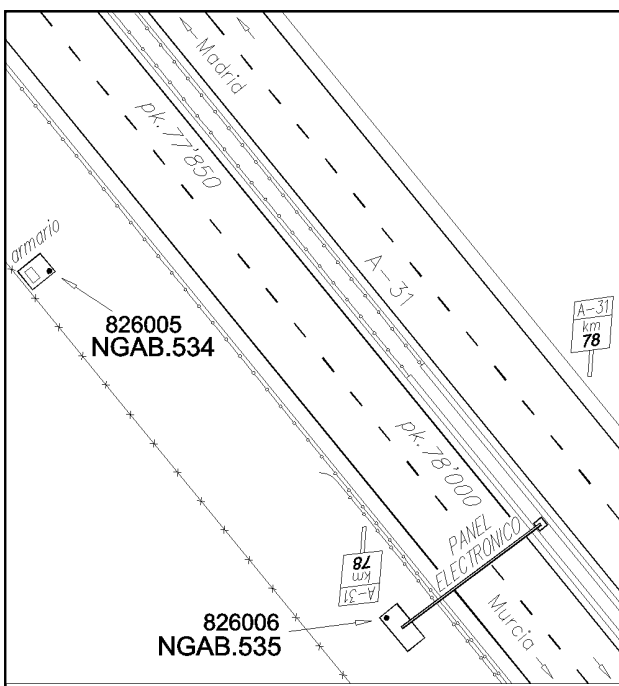 Madrid
pk.77'850
armario
A-31
A-31
km
78
826005
NGAB.534
pk.78'000
PANEL
ELECTRONICO
A-31
km
78
Murcia
826006
NGAB.535